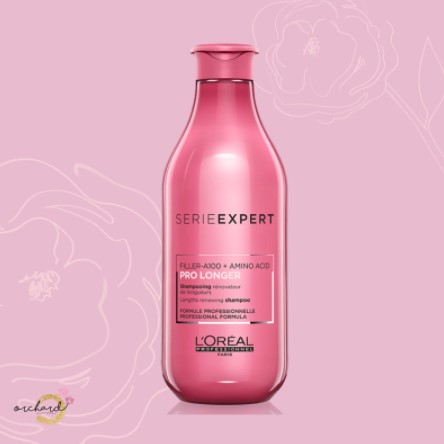 SERIEEXPERT
FILLER-A100 + AMINO ACID
PRO LONGER
Shampooing rénovateur
de longueurs
Lengths renewing shampoo
FORMULE PROFESSIONNELLE
PROFESSIONAL FORMULA
L'ORÉAL
PROFESSIONNEL
PARIS
orchard